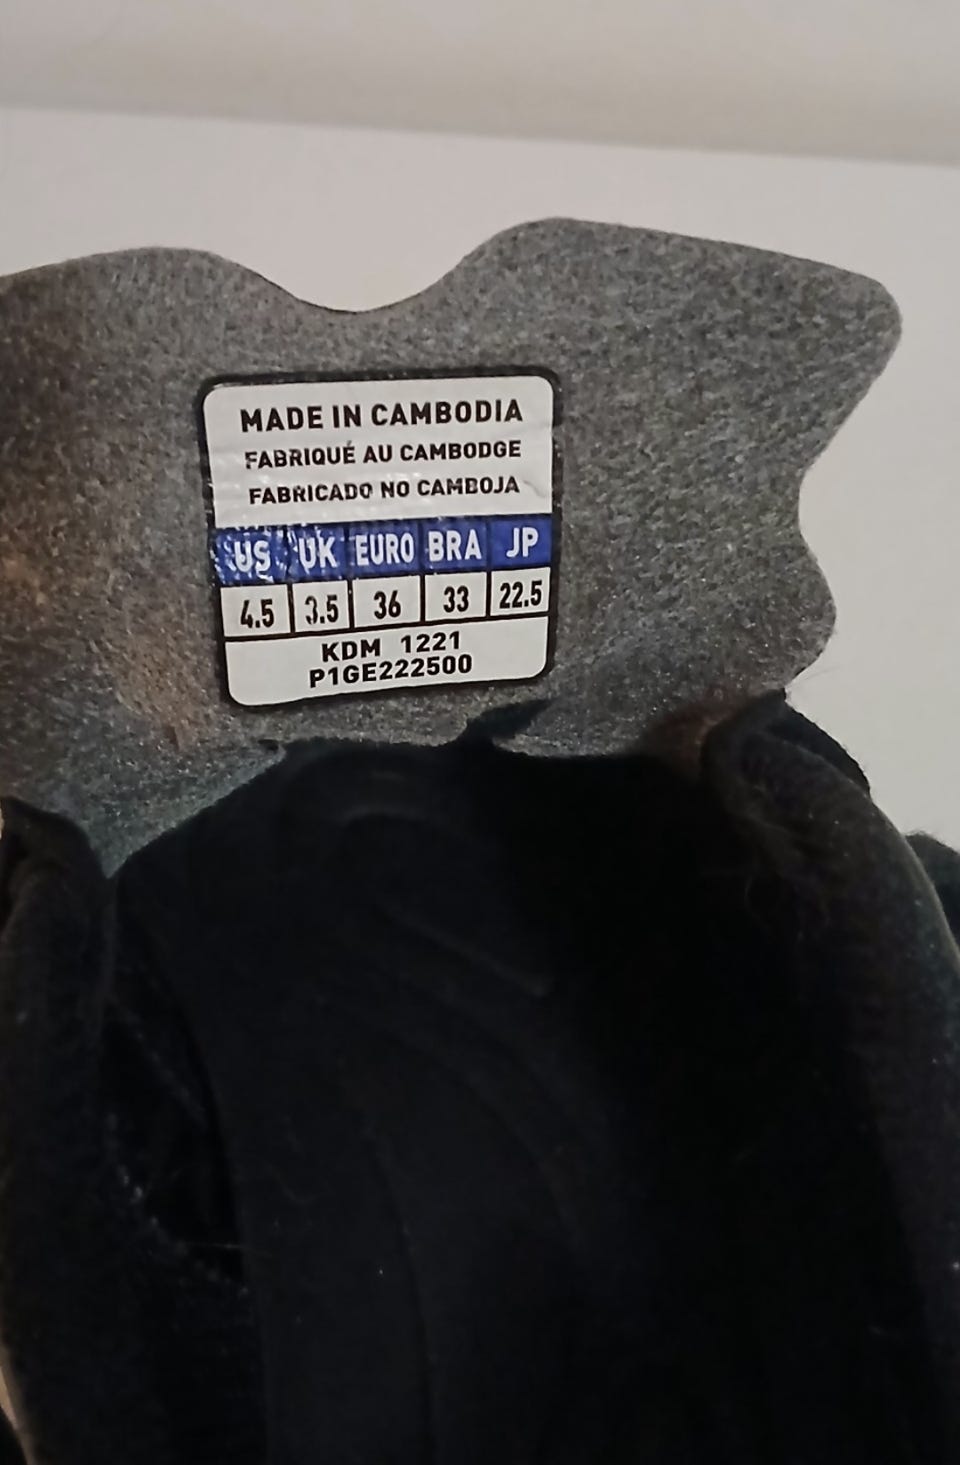 MADE IN CAMBODIA
FABRIQUÉ AU CAMBODGE
FABRICADO NO CAMBOJA
US UK EURO BRA JP
4.5 3.5 36 33 22.5
KDM 1221
P1GE222500